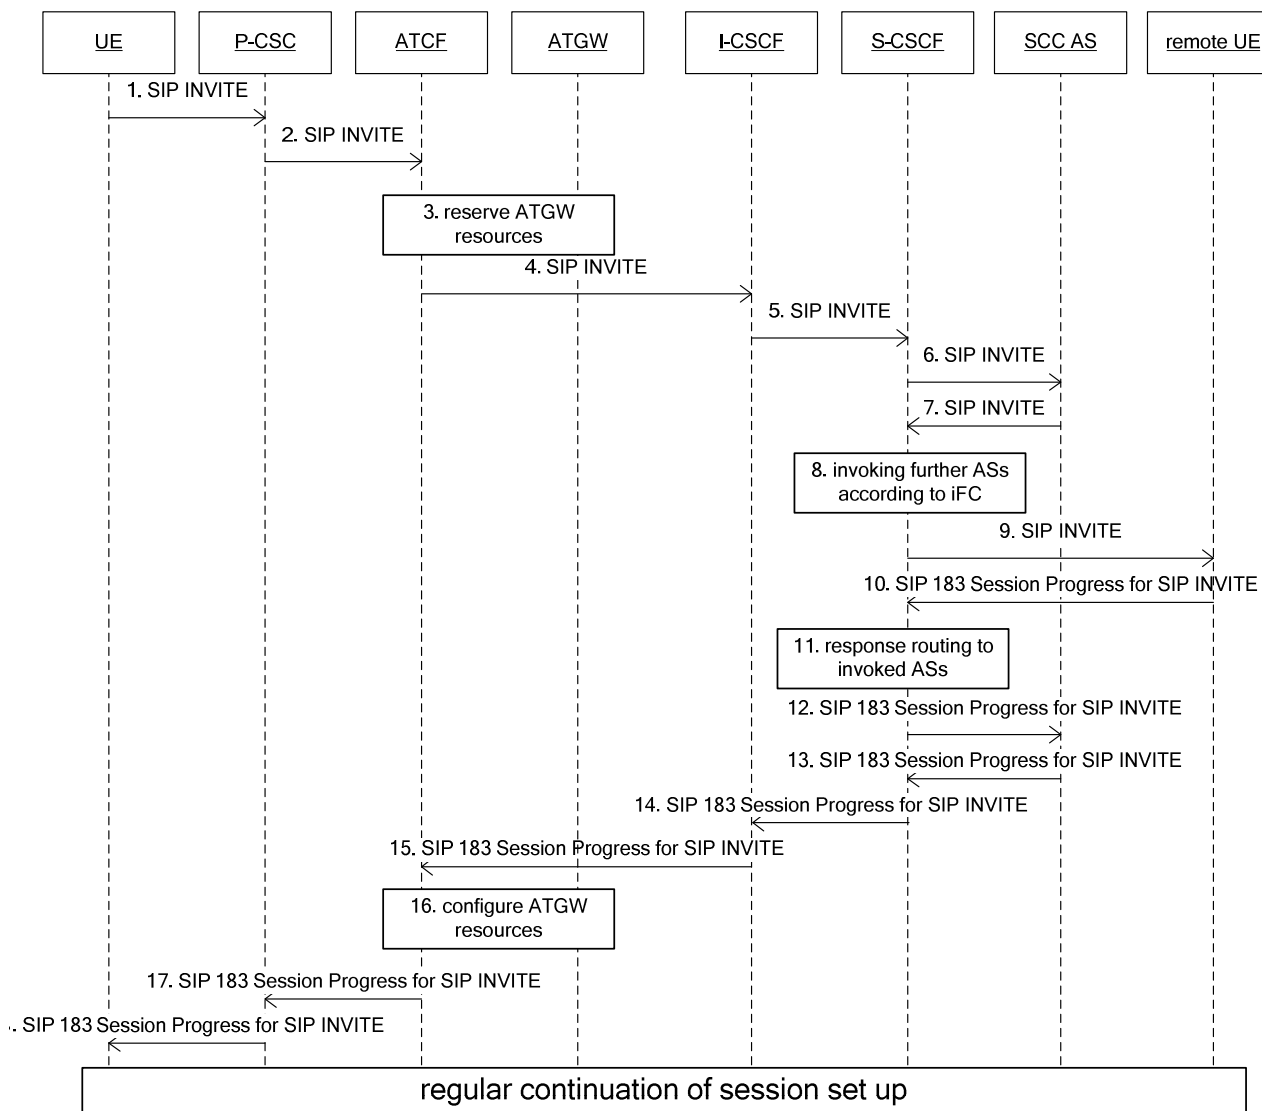 UE
P-CSC
ATCF
ATGW
I-CSCF
S-CSCF
SCC AS
remote UE
1. SIP INVITE
2. SIP INVITE
3. reserve ATGW
resources
4. SIP INVITE
5. SIP INVITE
6. SIP INVITE
7. SIP INVITE
8. invoking further ASs
according to iFC
9. SIP INVITE
10. SIP 183 Session Progress for SIP INVITE
11. response routing to
invoked ASs
12. SIP 183 Session Progress for SIP INVITE
13. SIP 183 Session Progress for SIP INVITE
14. SIP 183 Session Progress for SIP INVITE
15. SIP 183 Session Progress for SIP INVITE
16. configure ATGW
resources
17. SIP 183 Session Progress for SIP INVITE
. SIP 183 Session Progress for SIP INVITE
regular continuation of session set up